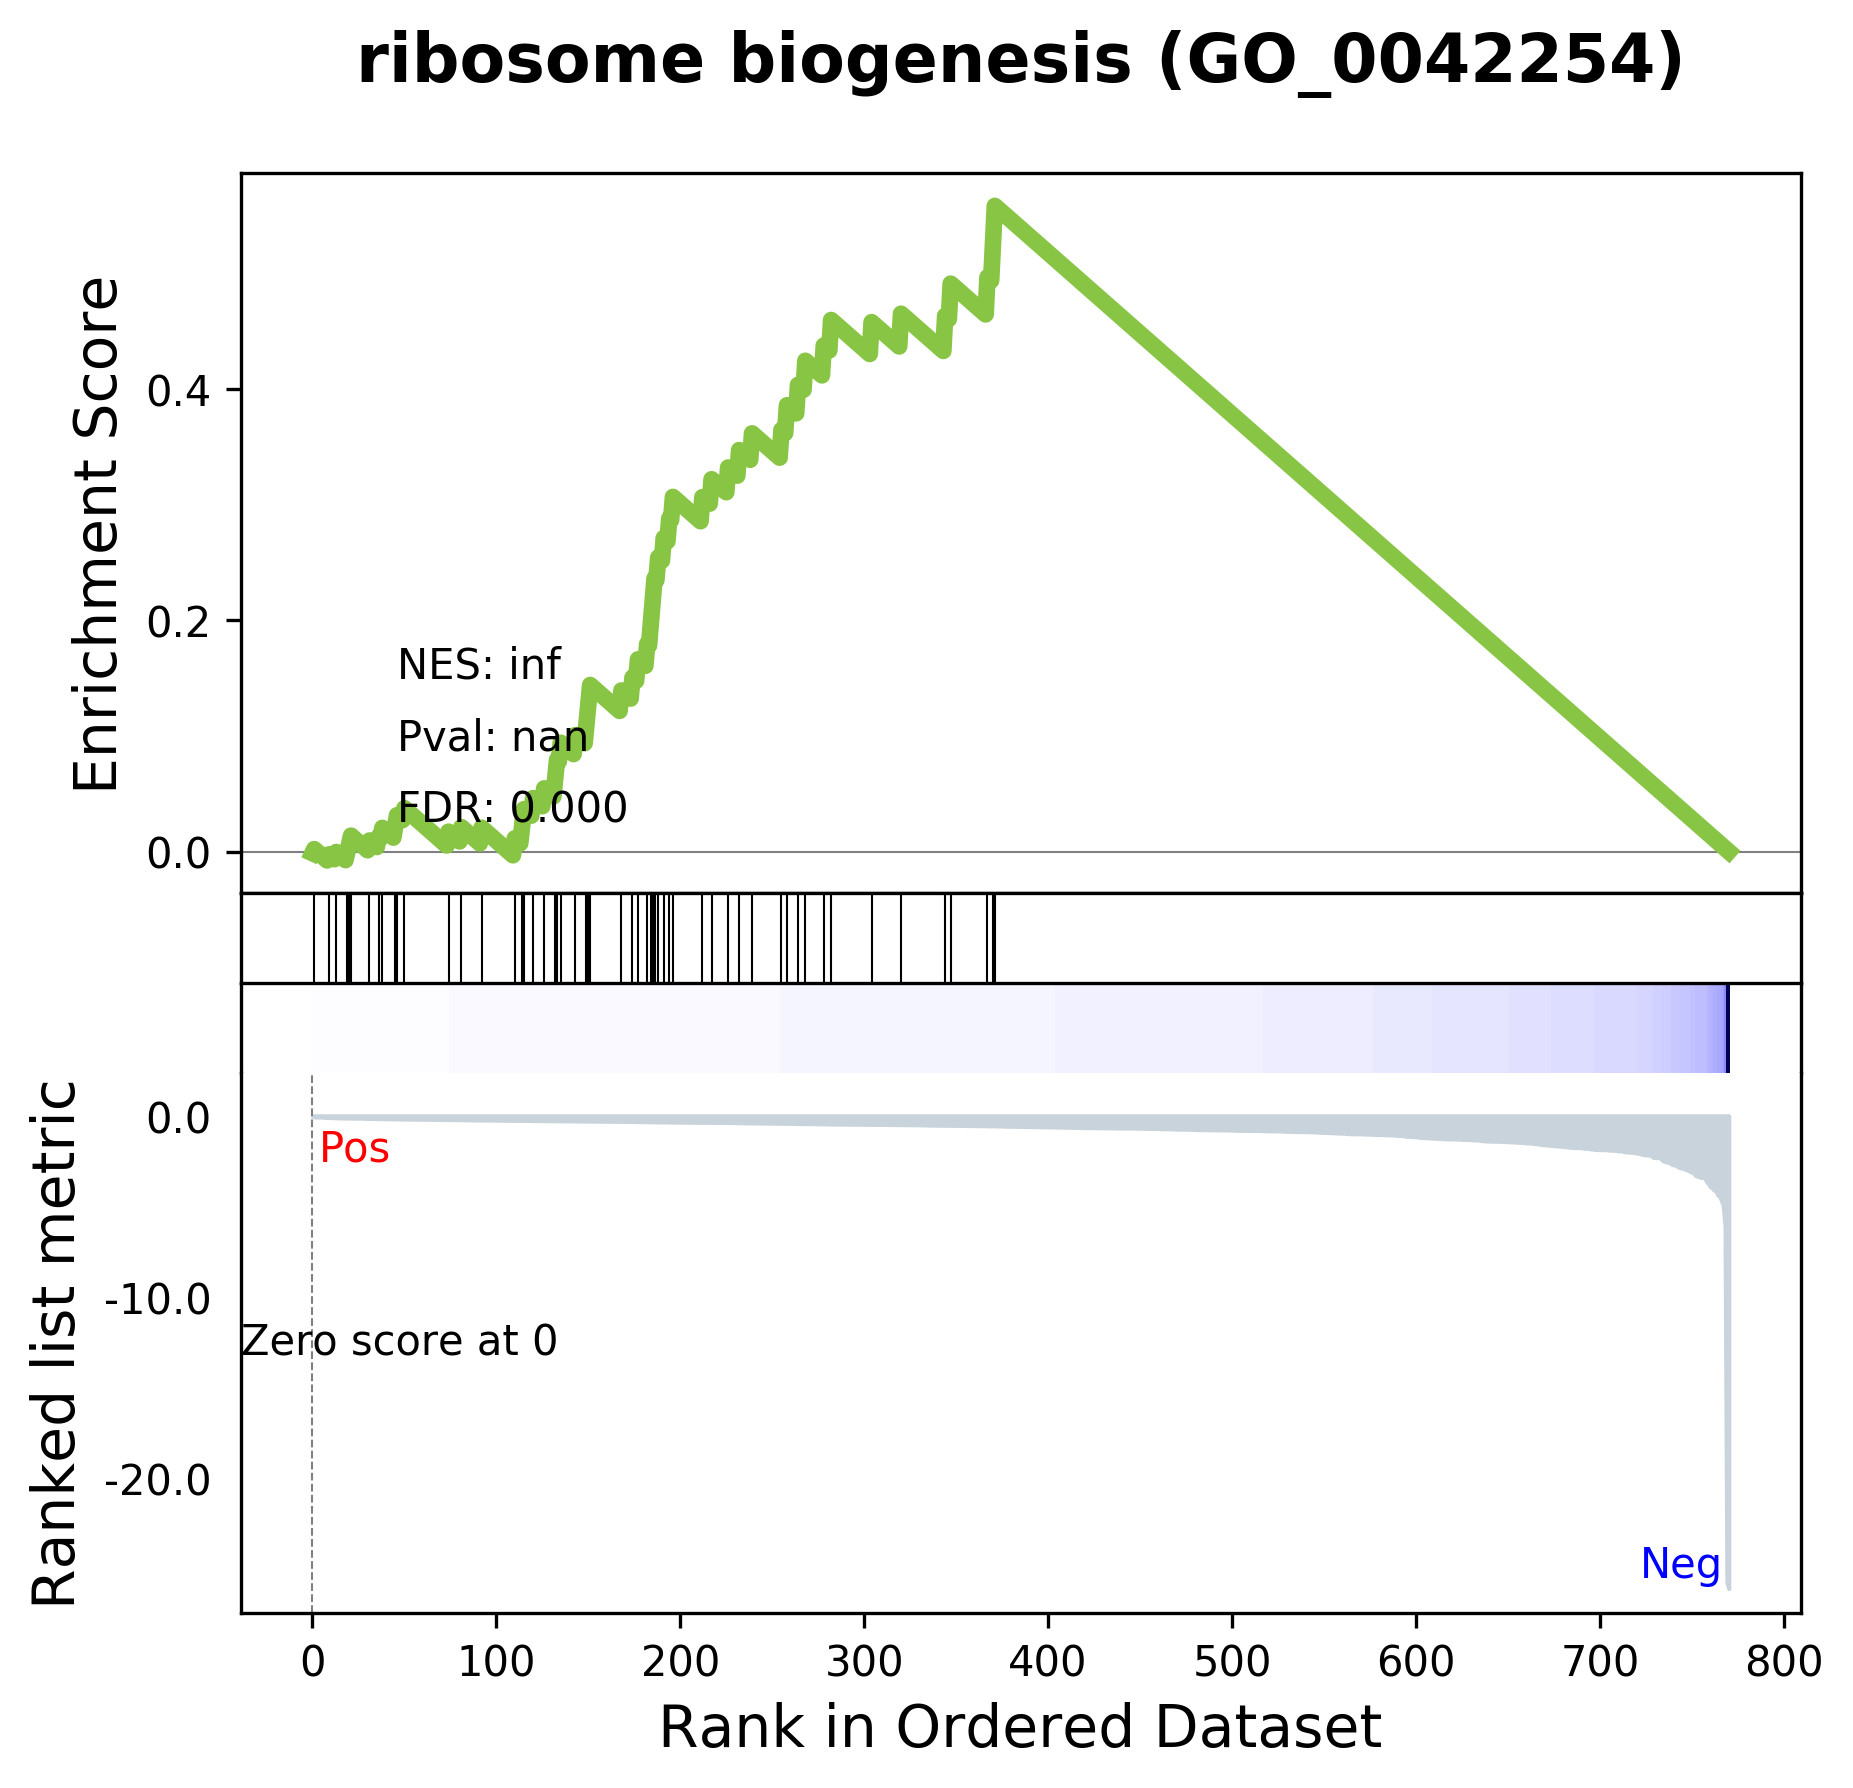 ribosome biogenesis (GO_0042254)
Enrichment Score
0.4
0.2
0.0
NES: inf
Pval: nan
FDR: 0.000
Ranked list metric
0.0
-10.0
-20.0
Pos
Zero score at 0
Neg
0 100 200 300 400 500 600 700 800
Rank in Ordered Dataset